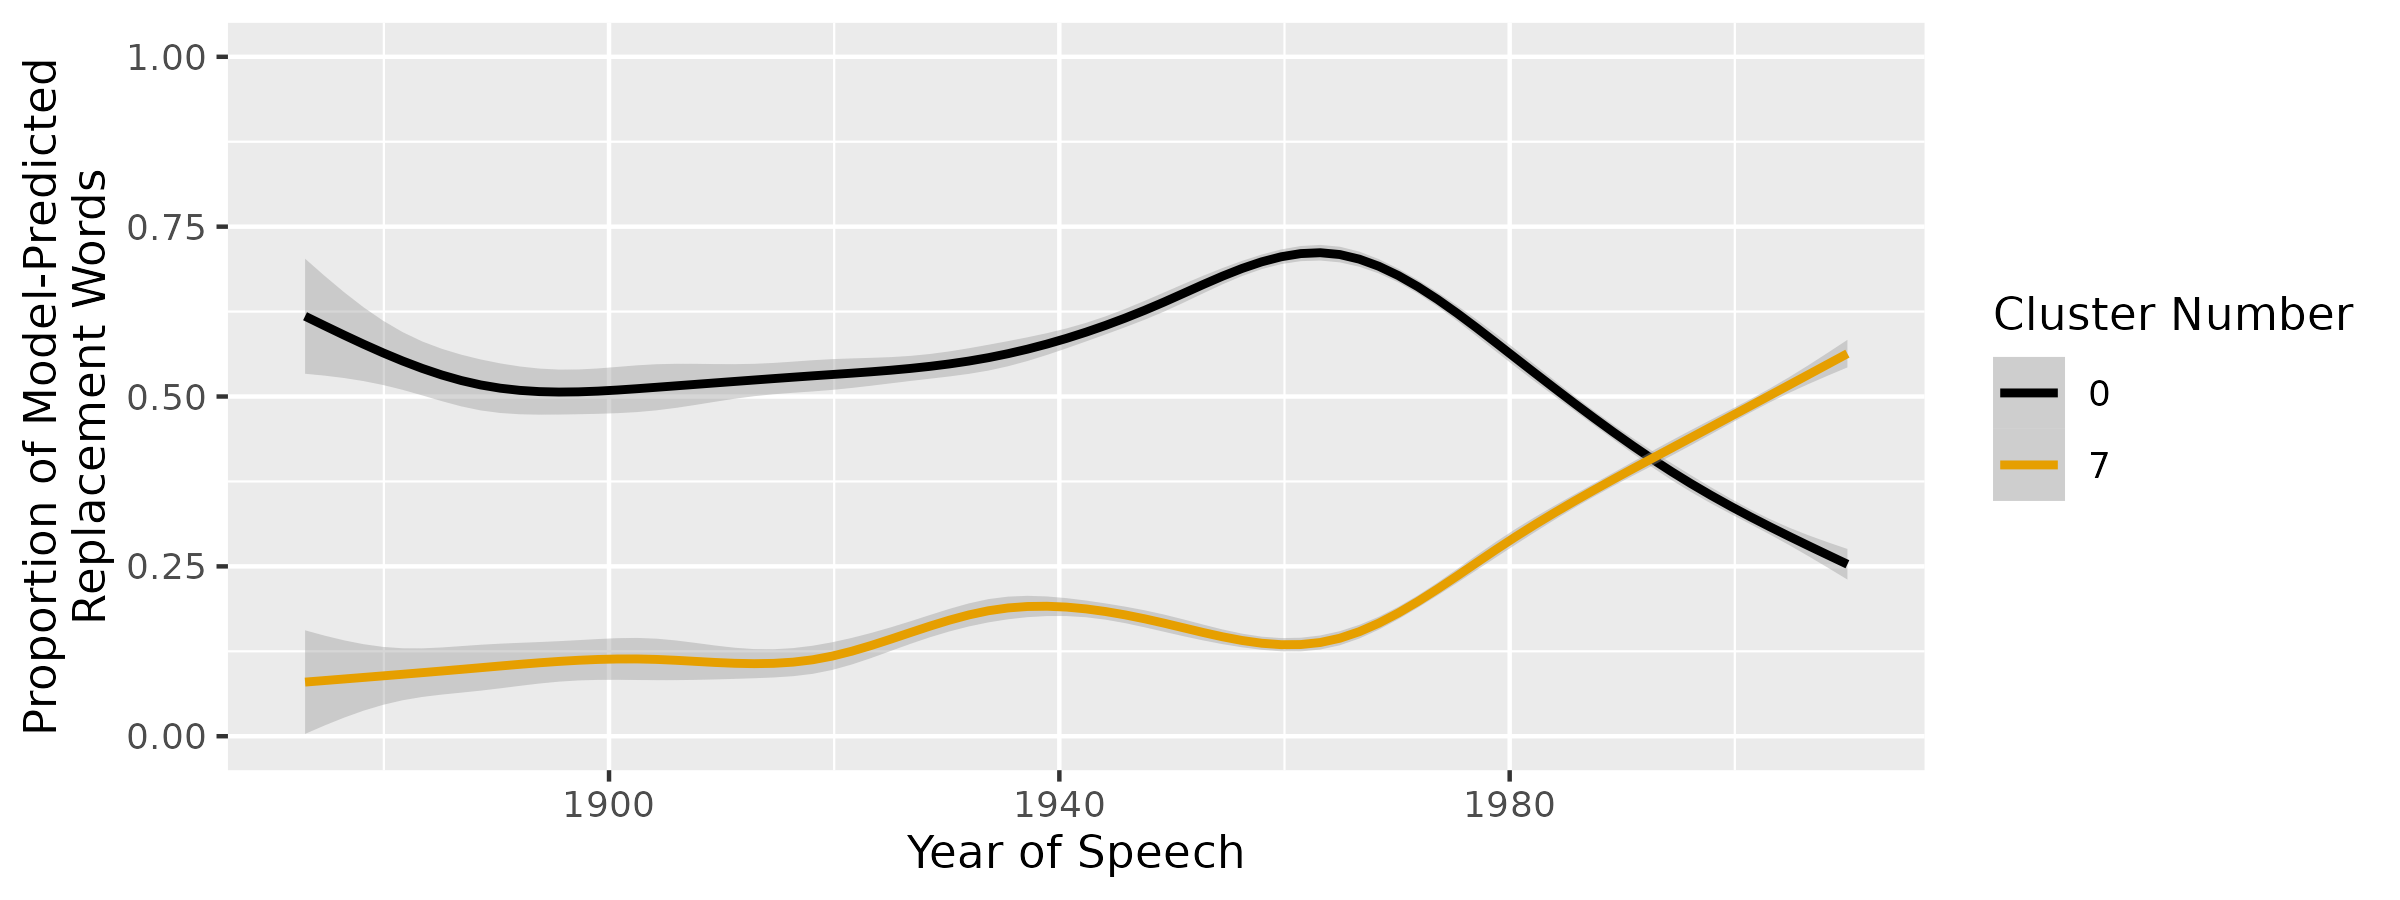 Proportion of Model-Predicted
Replacement Words
1.00
0.75
0.50
0.25
0.00
1900
1940
1980
Year of Speech
Cluster Number
0
7